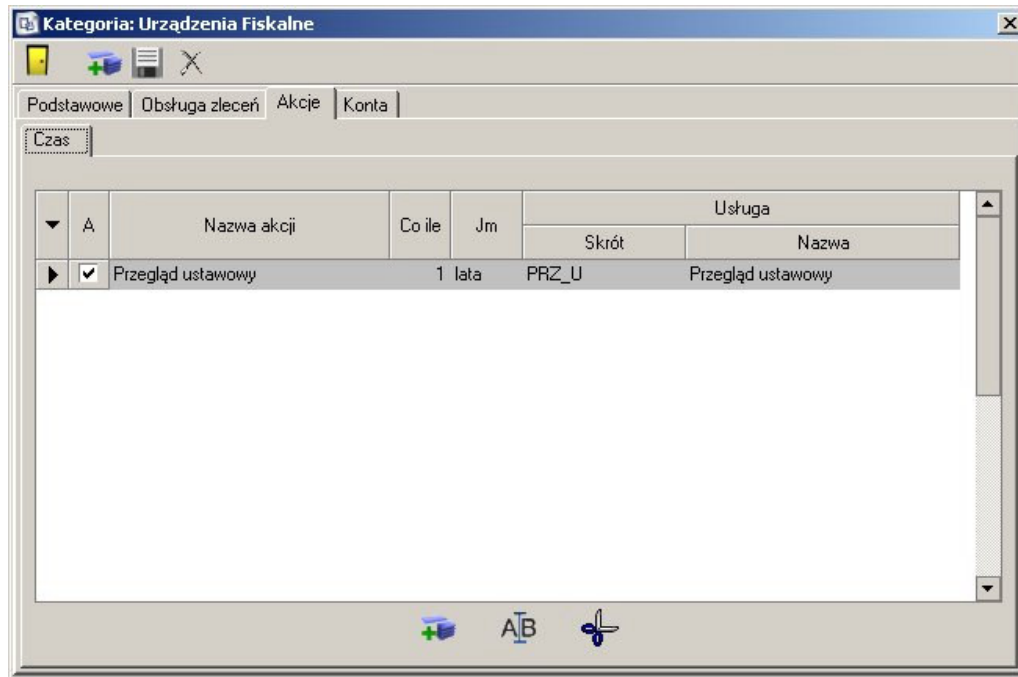 Kategoria: Urządzenia Fiskalne
Podstawowe Obsługa zleceń Akcje Konta
Czas
A Nazwa akcji Co ile Jm Usługa
Skrót Nazwa
Przegląd ustawowy 1 lata PRZ_U Przegląd ustawowy
AB